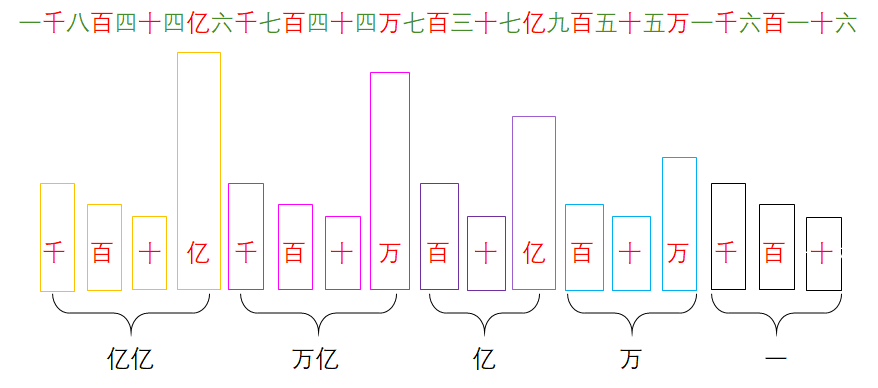 一千八百四十四亿六千七百四十四万七百三十七亿九百五十五万一千六百一十六
千 百 十 亿 千 百 十 万 百 十 亿 百 十 万 千 百 十
亿亿 万亿 亿 万 一